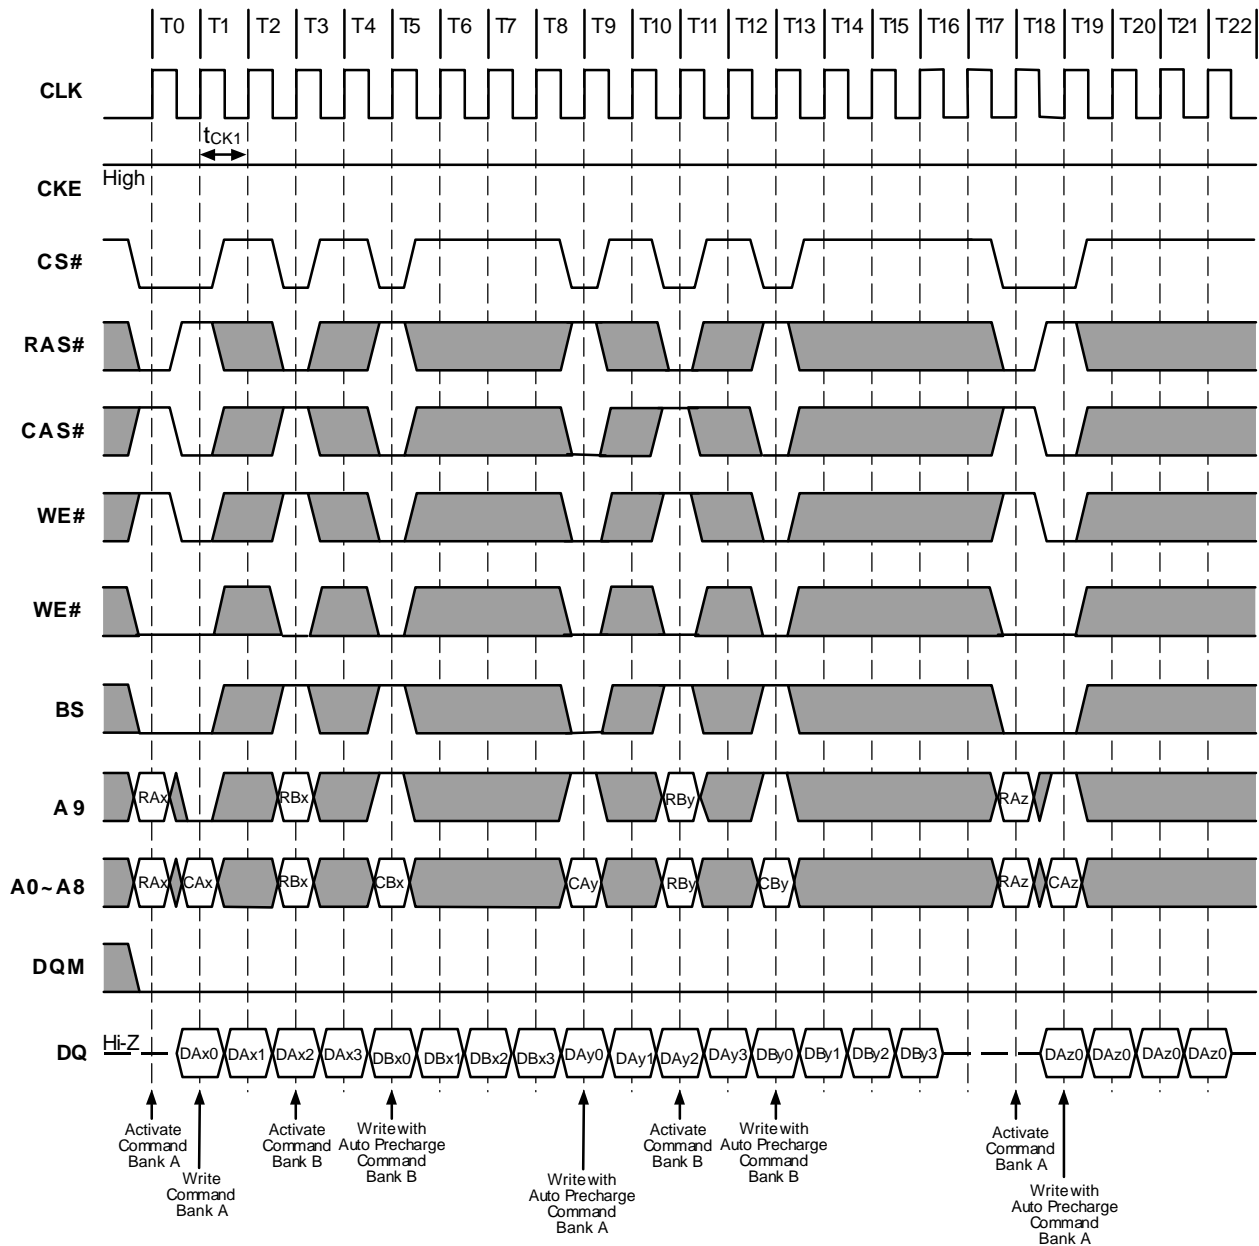 T0 T1 T2 T3 T4 T5 T6 T7 T8 T9 T10 T11 T12 T13 T14 T15 T16 T17 T18 T19 T20 T21 T22
CLK
tCK1
High
CKE
CS#
RAS#
CAS#
WE#
WE#
BS
A9
RAx RBx RBy RAz
A0~A8
RAx CAx RBx CBx CAy RBy CBy RAz CAz
DQM
DQ
Hi-Z
DAx0 DAx1 DAx2 DAx3 DBx0 DBx1 DBx2 DBx3 DAy0 DAy1 DAy2 DAy3 DBy0 DBy1 DBy2 DBy3 DAz0 DAz0 DAz0 DAz0
Activate
Command
Bank A
Write
Command
Bank A
Activate
Command
Bank B
Write with
Auto Precharge
Command
Bank B
Write with
Auto Precharge
Command
Bank A
Activate
Command
Bank B
Write with
Auto Precharge
Command
Bank B
Activate
Command
Bank A
Write with
Auto Precharge
Command
Bank A